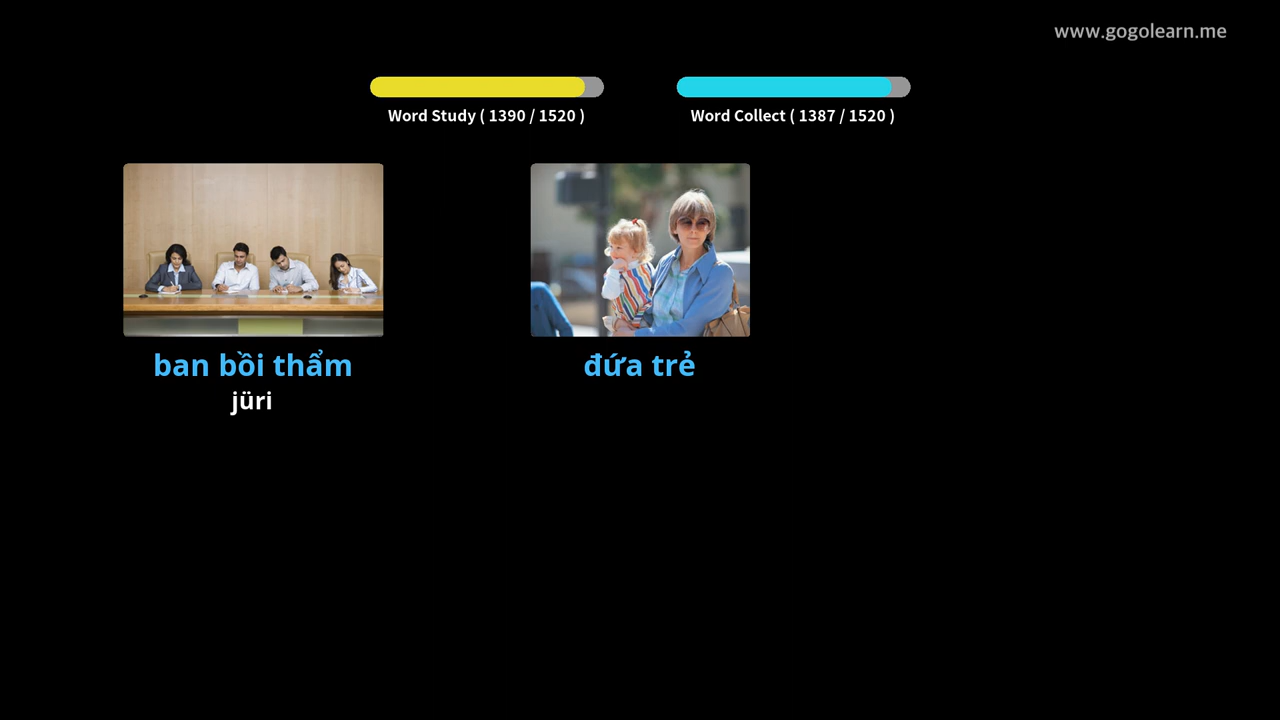 www.gogolearn.me
Word Study ( 1390 / 1520 )
Word Collect ( 1387 / 1520 )
ban bồi thẩm
jüri
đứa trẻ